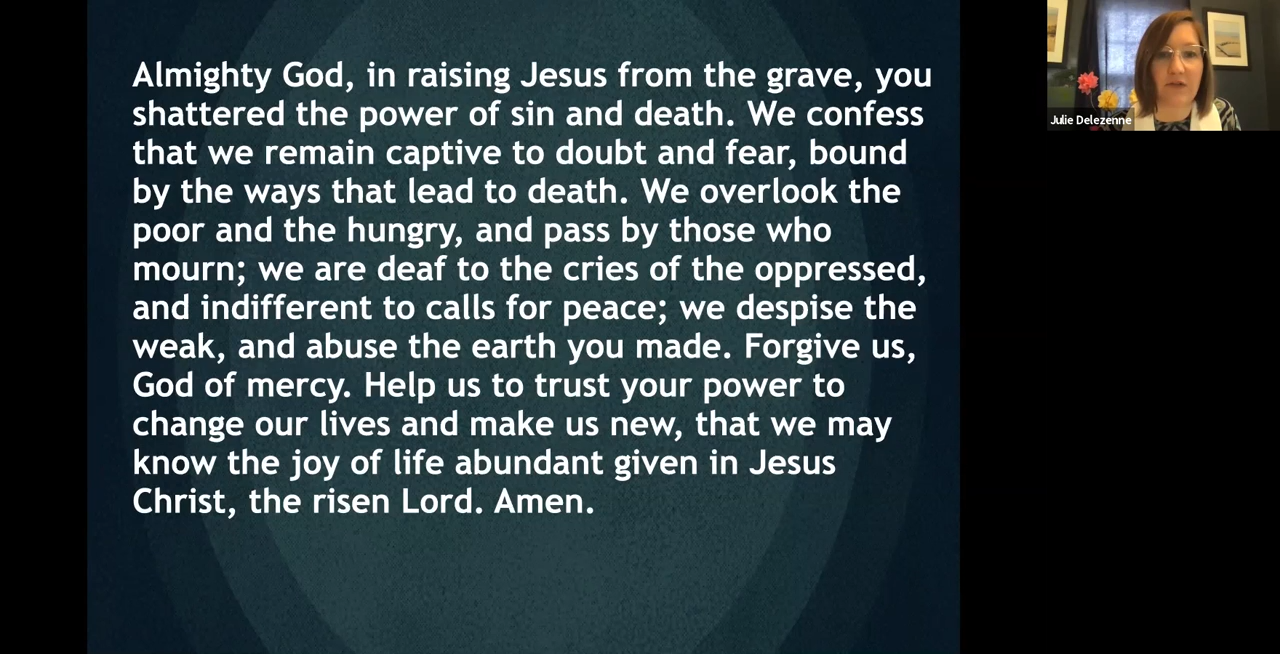 Almighty God, in raising Jesus from the grave, you
shattered the power of sin and death. We confess
that we remain captive to doubt and fear, bound
by the ways that lead to death. We overlook the
poor and the hungry, and pass by those who
mourn; we are deaf to the cries of the oppressed,
and indifferent to calls for peace; we despise the
weak, and abuse the earth you made. Forgive us,
God of mercy. Help us to trust your power to
change our lives and make us new, that we may
know the joy of life abundant given in Jesus
Christ, the risen Lord. Amen.
Julie Delezenne